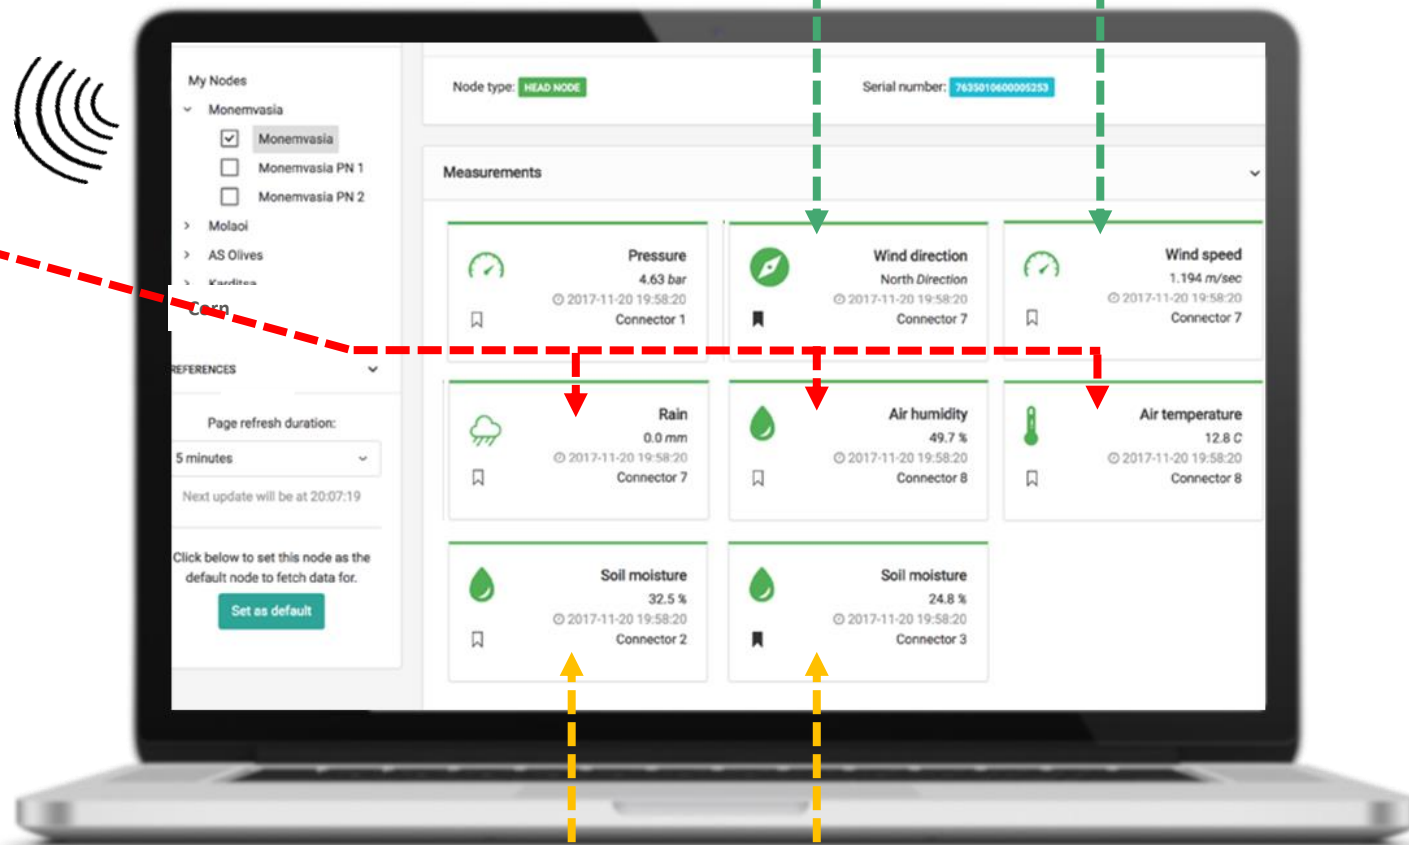 My Nodes
Monemvasia
Monemvasia
Monemvasia PN 1
Monemvasia PN 2
Molaoi
AS Olives
Karditsa
Corn
REFERENCES
Page refresh duration:
5 minutes
Next update will be at 20:07:19
Click below to set this node as the
default node to fetch data for.
Set as default
Node type: HEAD NODE
Serial number: 7635010600005253
Measurements
Pressure
4.63 bar
2017-11-20 19:58:20
Connector 1
Wind direction
North Direction
2017-11-20 19:58:20
Connector 7
Wind speed
1.194 m/sec
2017-11-20 19:58:20
Connector 7
Rain
0.0 mm
2017-11-20 19:58:20
Connector 7
Air humidity
49.7 %
2017-11-20 19:58:20
Connector 8
Air temperature
12.8 C
2017-11-20 19:58:20
Connector 8
Soil moisture
32.5 %
2017-11-20 19:58:20
Connector 2
Soil moisture
24.8 %
2017-11-20 19:58:20
Connector 3